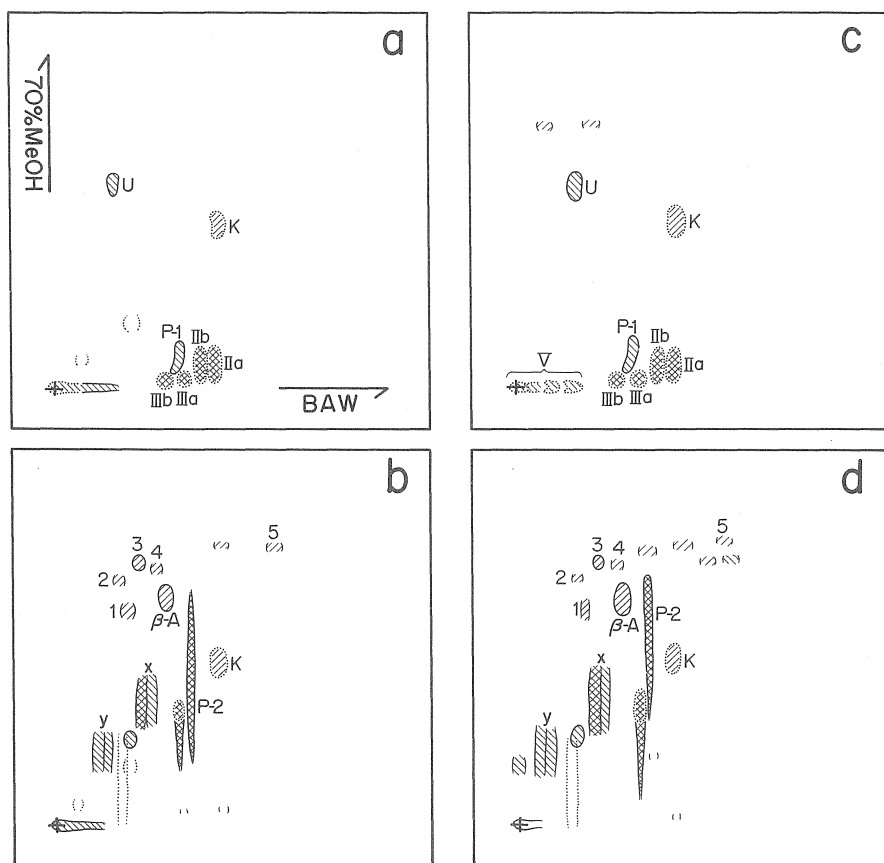 a
70%MeOH
U
K
P-1
IIb
IIa
IIIb
IIIa
BAW
c
U
K
P-1
IIb
IIa
V
IIIb
IIIa
b
5
3
4
2
1
β-A
K
x
P-2
y
d
5
3
4
2
1
β-A
P-2
K
x
y